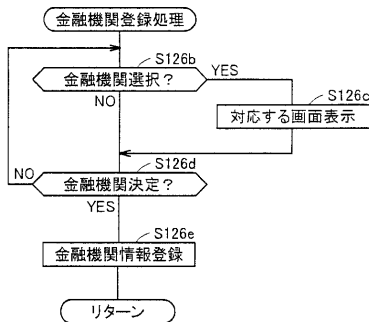 金融機関登録処理
S126b
金融機関選択?
YES
NO
S126c
対応する画面表示
S126d
NO
金融機関決定?
YES
S126e
金融機関情報登録
リターン